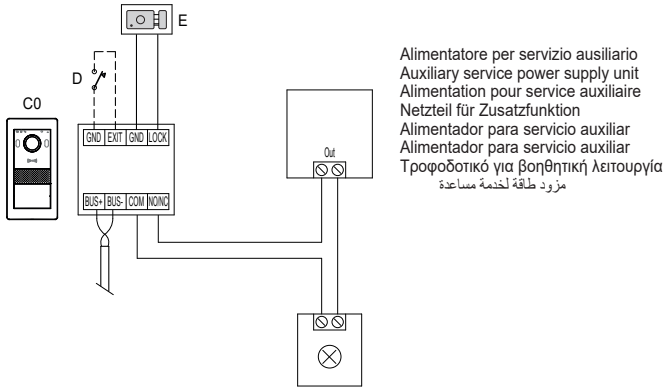 E
D
C0
GND EXIT GND LOCK
BUS+ BUS- COM NO/NC
Out
Alimentatore per servizio ausiliario
Auxiliary service power supply unit
Alimentation pour service auxiliaire
Netzteil für Zusatzfunktion
Alimentador para servicio auxiliar
Alimentador para servicio auxiliar
Τροφοδοτικό για βοηθητική λειτουργία
مزود طاقة لخدمة مساعدة